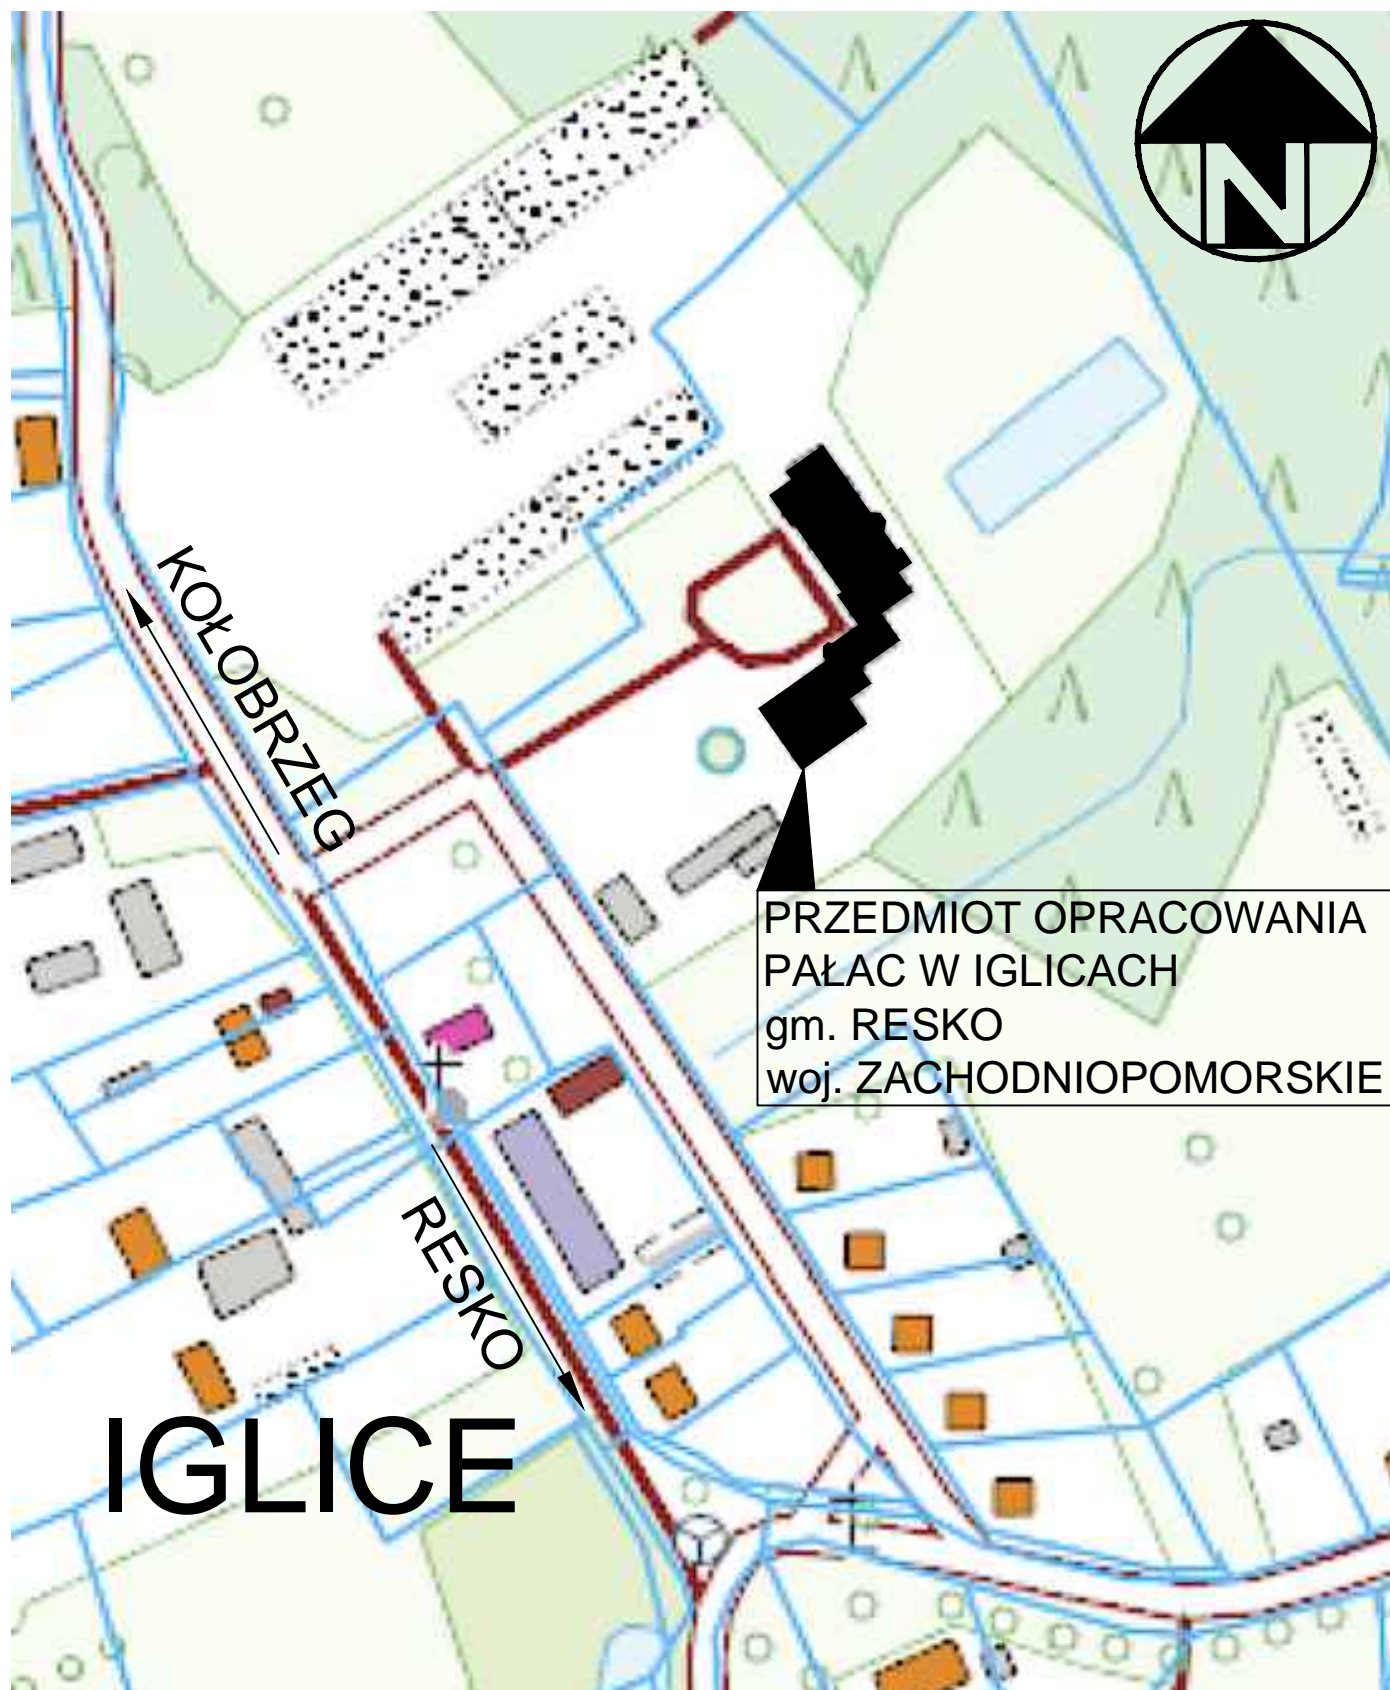 N
KOŁOBRZEG
PRZEDMIOT OPRACOWANIA
PAŁAC W IGLICACH
gm. RESKO
woj. ZACHODNIOPOMORSKIE
RESKO
IGLICE